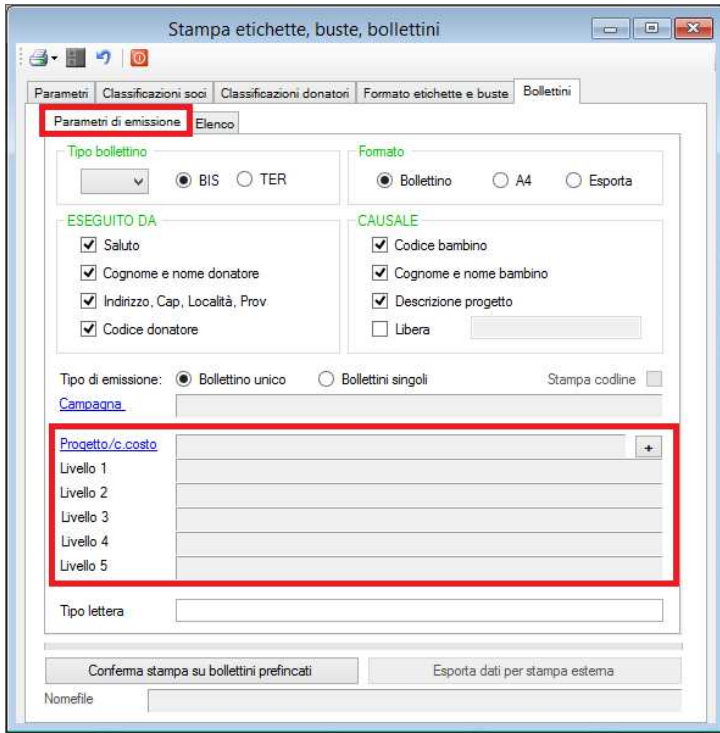 Stampa etichette, buste, bollettini
Parametri Classificazioni soci Classificazioni donatori Formato etichette e buste Bollettini
Parametri di emissione Elenco
Tipo bollettino Formato
BIS TER Bollettino A4 Esporta
ESEGUITO DA CAUSALE
Saluto Codice bambino
Cognome e nome donatore Cognome e nome bambino
Indirizzo, Cap, Località, Prov Descrizione progetto
Codice donatore Libera
Tipo di emissione: Bollettino unico Bollettini singoli Stampa codline
Campagna
Progetto/c.costo +
Livello 1
Livello 2
Livello 3
Livello 4
Livello 5
Tipo lettera
Conferma stampa su bollettini prefincati Esporta dati per stampa esterna
Nomefile